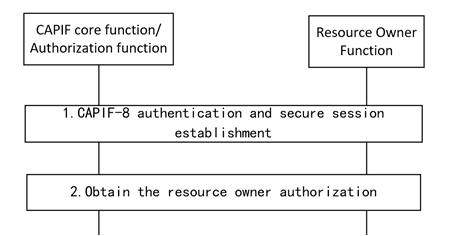 CAPIF core function/
Authorization function
Resource Owner
Function
1.CAPIF-8 authentication and secure session
establishment
2.Obtain the resource owner authorization